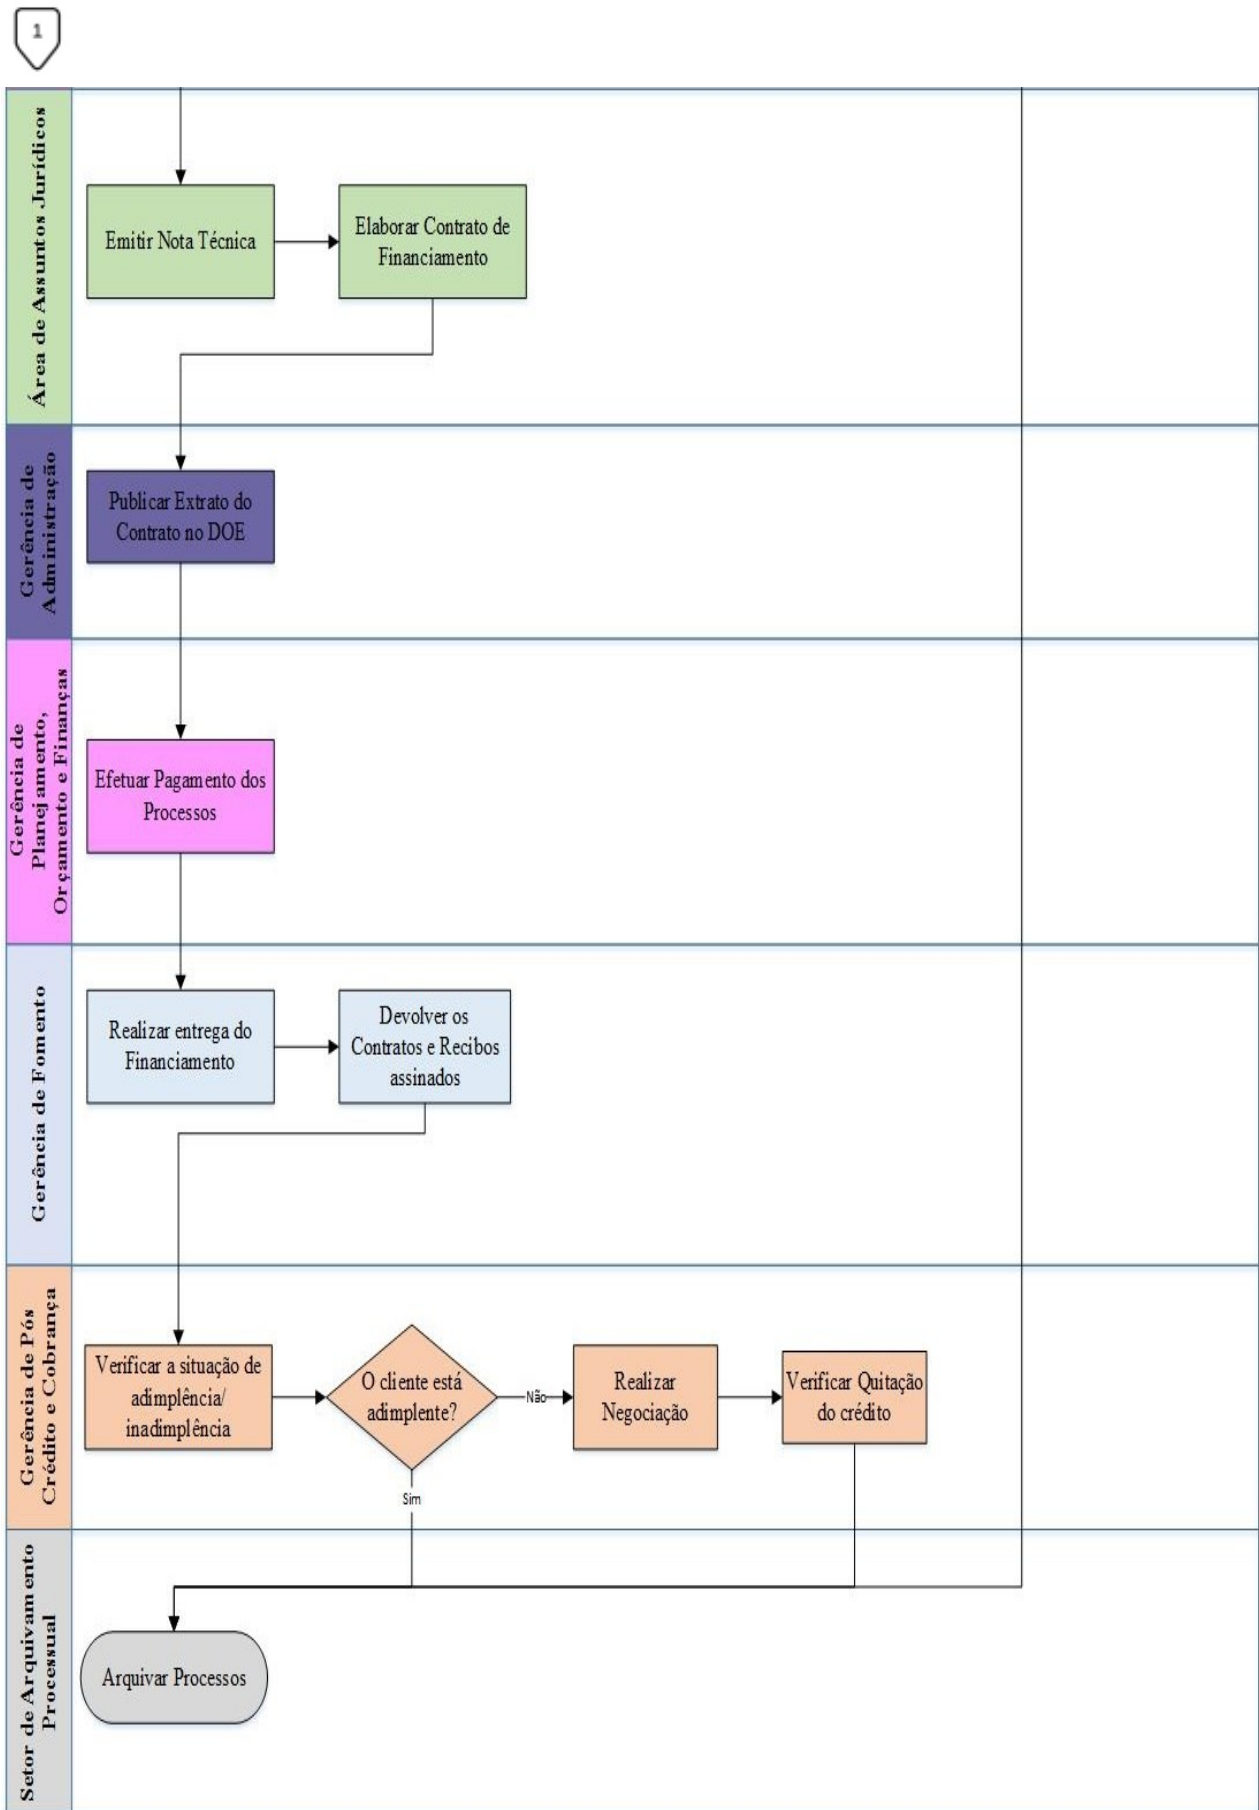 1
Área de Assuntos Jurídicos
Emitir Nota Técnica
Elaborar Contrato de
Financiamento
Gerência de
Administração
Publicar Extrato do
Contrato no DOE
Gerência de
Planejamento,
Orçamento e Finanças
Efetuar Pagamento dos
Processos
Gerência de Fomento
Realizar entrega do
Financiamento
Devolver os
Contratos e Recibos
assinados
Gerência de Pós
Crédito e Cobrança
Verificar a situação de
adimplência/
inadimplência
O cliente está
adimplente?
Não
Realizar
Negociação
Verificar Quitação
do crédito
Sim
Setor de Arquivamento
Processual
Arquivar Processos